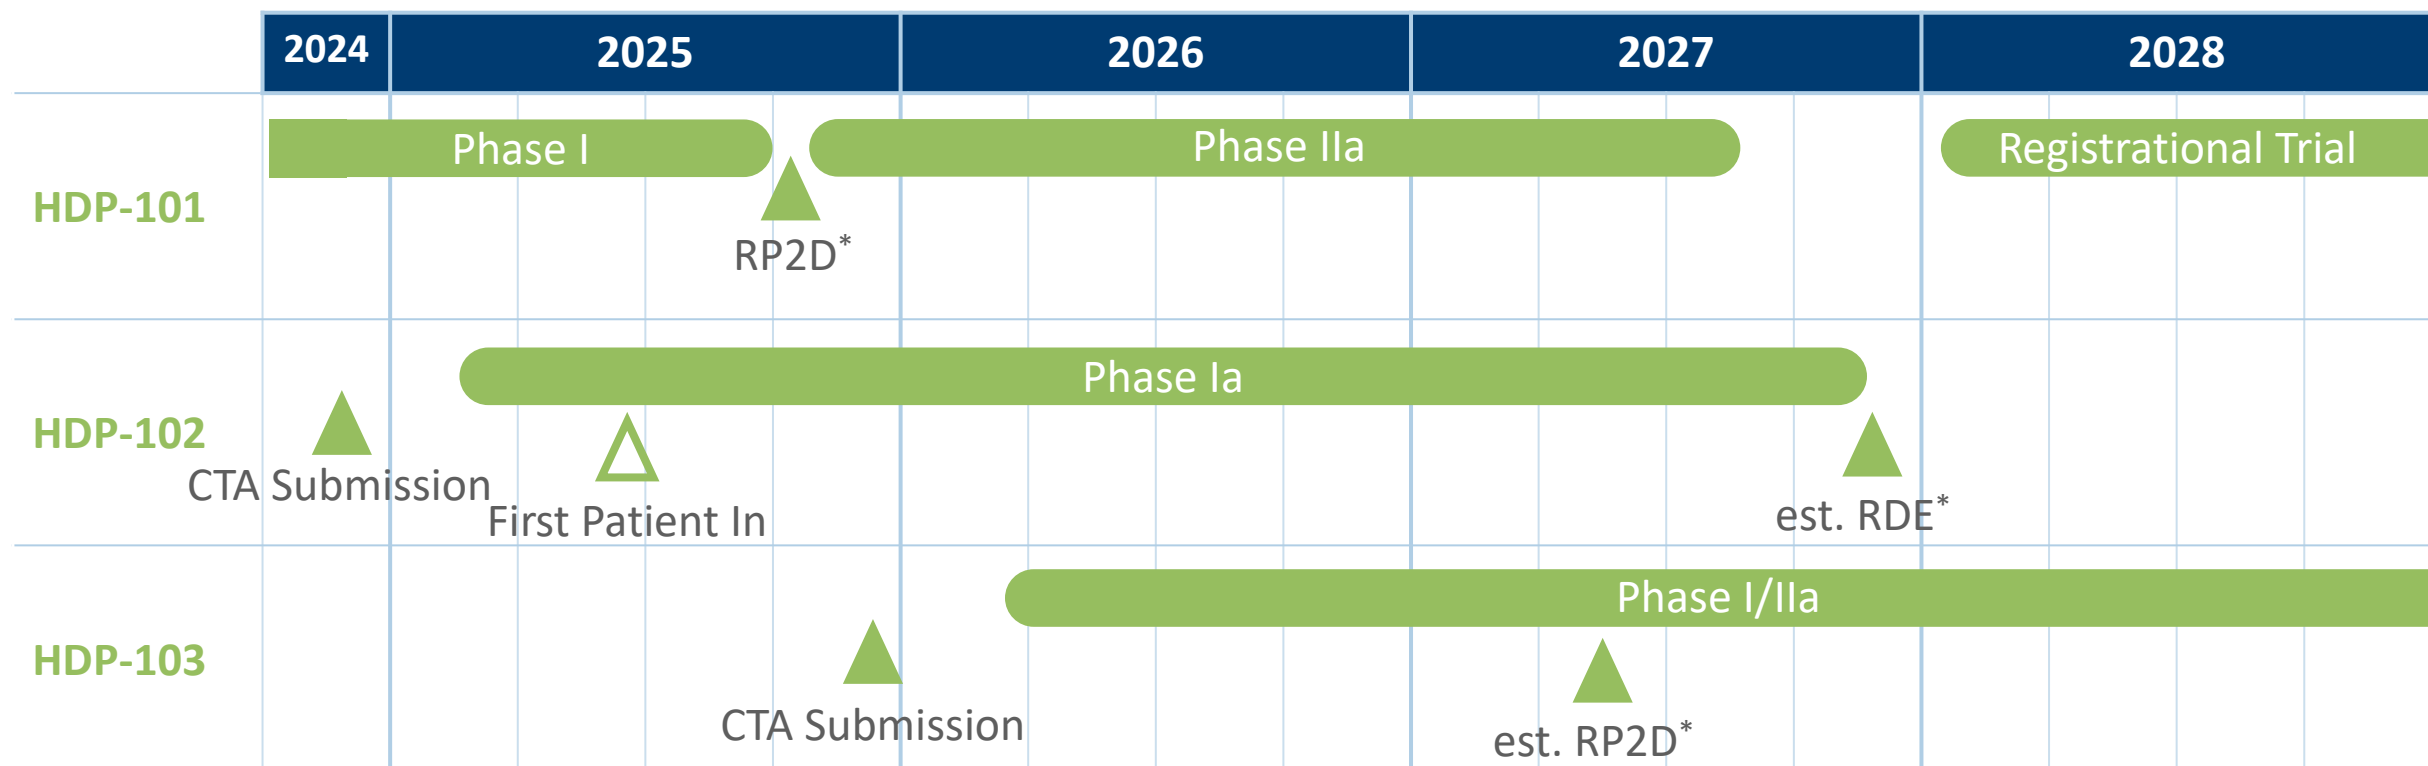 2024 2025 2026 2027 2028
Phase I Phase IIa Registrational Trial
HDP-101
RP2D*
Phase Ia
HDP-102
CTA Submission
First Patient In
est. RDE*
Phase I/IIa
HDP-103
CTA Submission
est. RP2D*